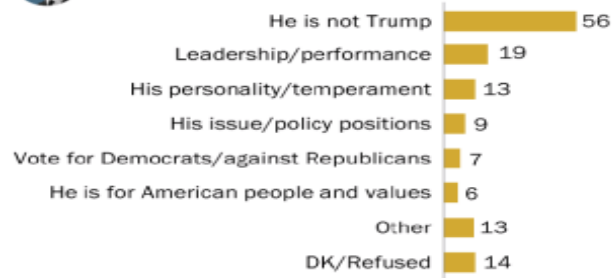 He is not Trump 56
Leadership/performance 19
His personality/temperament 13
His issue/policy positions 9
Vote for Democrats/against Republicans 7
He is for American people and values 6
Other 13
DK/Refused 14